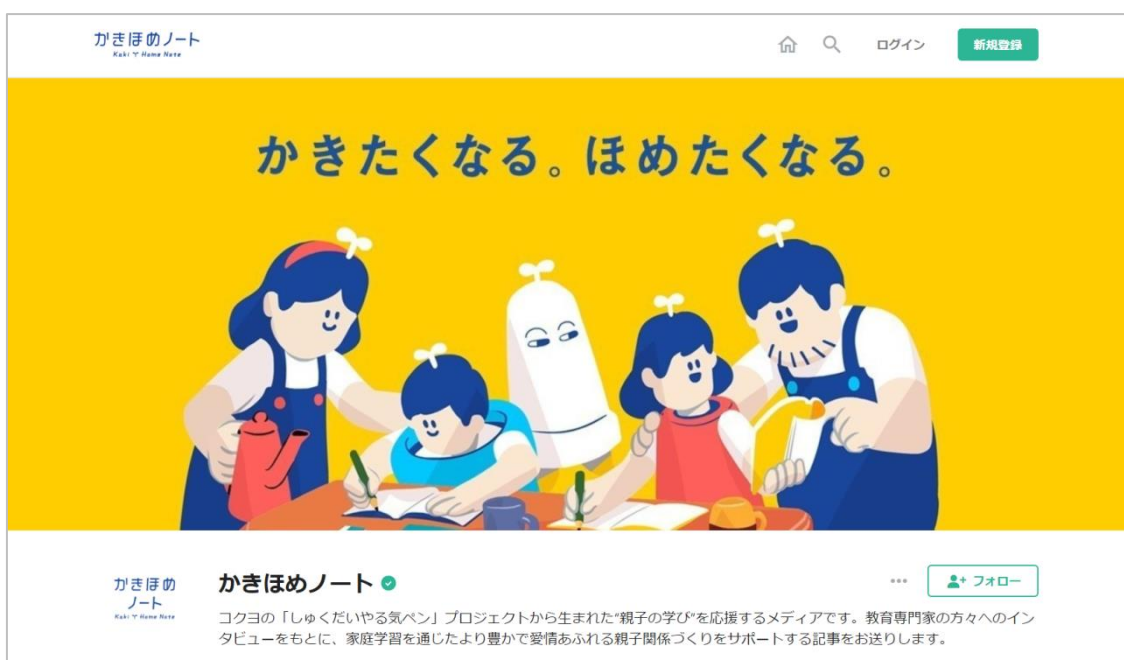 かきほめノート
Kaki Home Note
ログイン
新規登録
かきたくなる。ほめたくなる。
かきほめ
ノート
Kaki Home Note
かきほめノート
••• フォロー
コクヨの「しゅくだいやる気ペン」プロジェクトから生まれた“親子の学び”を応援するメディアです。教育専門家の方々へのイン
タビューをもとに、家庭学習を通じたより豊かで愛情あふれる親子関係づくりをサポートする記事をお送りします。